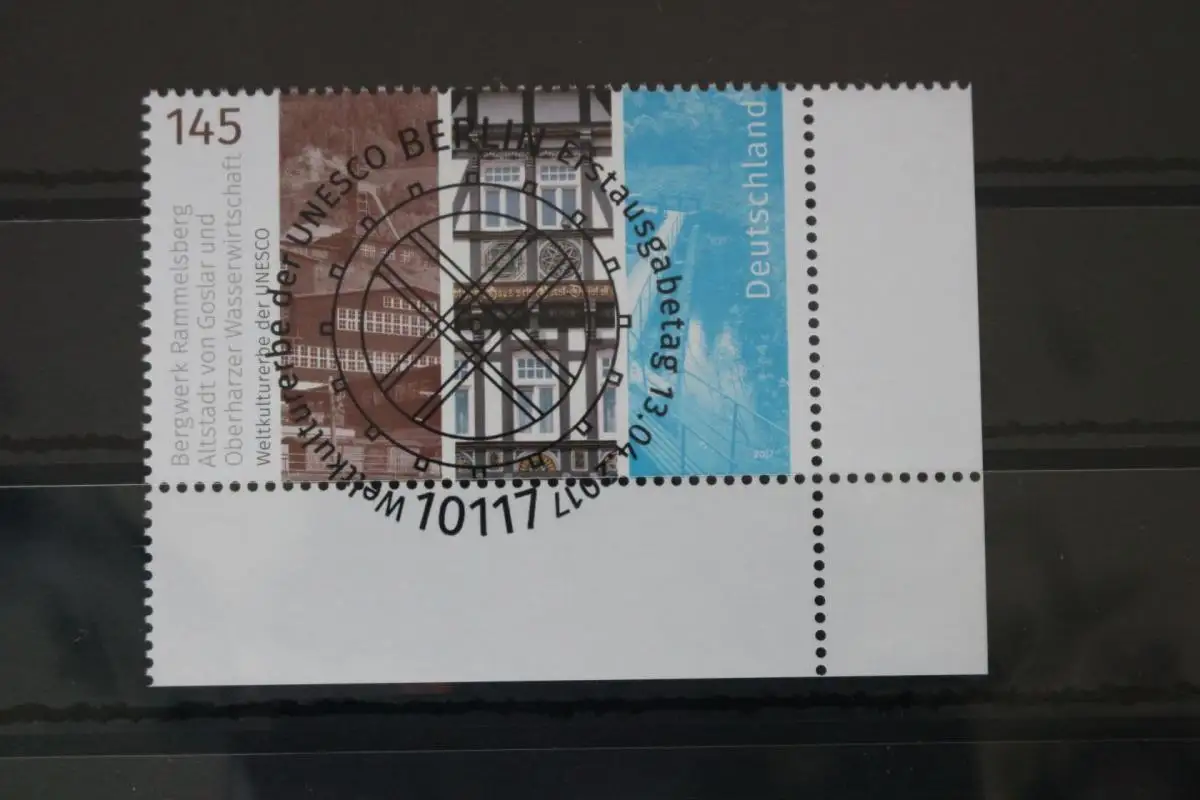 145
Bergwerk Rammelsberg
Altstadt von Goslar und
Oberharzer Wasserwirtschaft
Weltkulturerbe der UNESCO
Deutschland
2017
Weltkulturerbe der UNESCO BERLIN Erstausgabetag 13.04.2017
10117